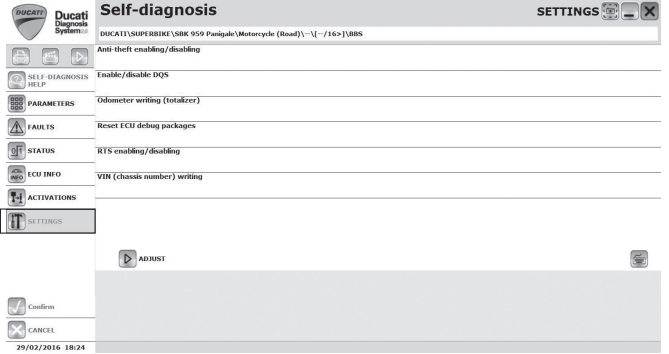 DUCATI
Ducati
Diagnosis
System 2.0
Self-diagnosis
SETTINGS
DUCATI\SUPERBIKE\SBK 959 Panigale\Motorcycle (Road)\--\[--/16>]\BBS
SELF-DIAGNOSIS
HELP
PARAMETERS
FAULTS
STATUS
INFO
ECU INFO
ACTIVATIONS
SETTINGS
Confirm
CANCEL
29/02/2016 18:24
Anti-theft enabling/disabling
Enable/disable DQS
Odometer writing (totalizer)
Reset ECU debug packages
RTS enabling/disabling
VIN (chassis number) writing
ADJUST